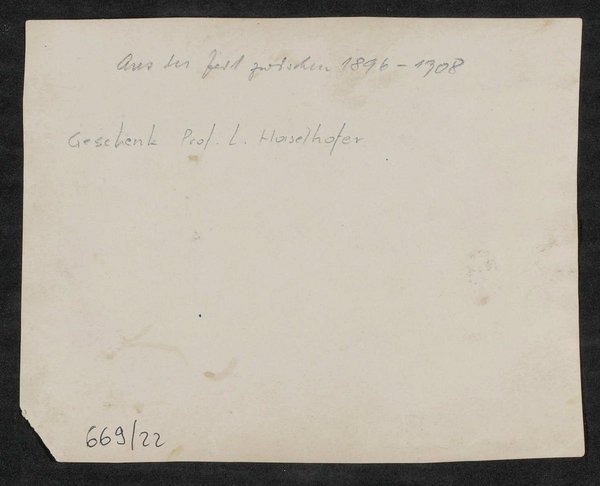 Aus der Zeit zwischen 1896 - 1908
Geschenk Prof. L. Haselhofer
669/22